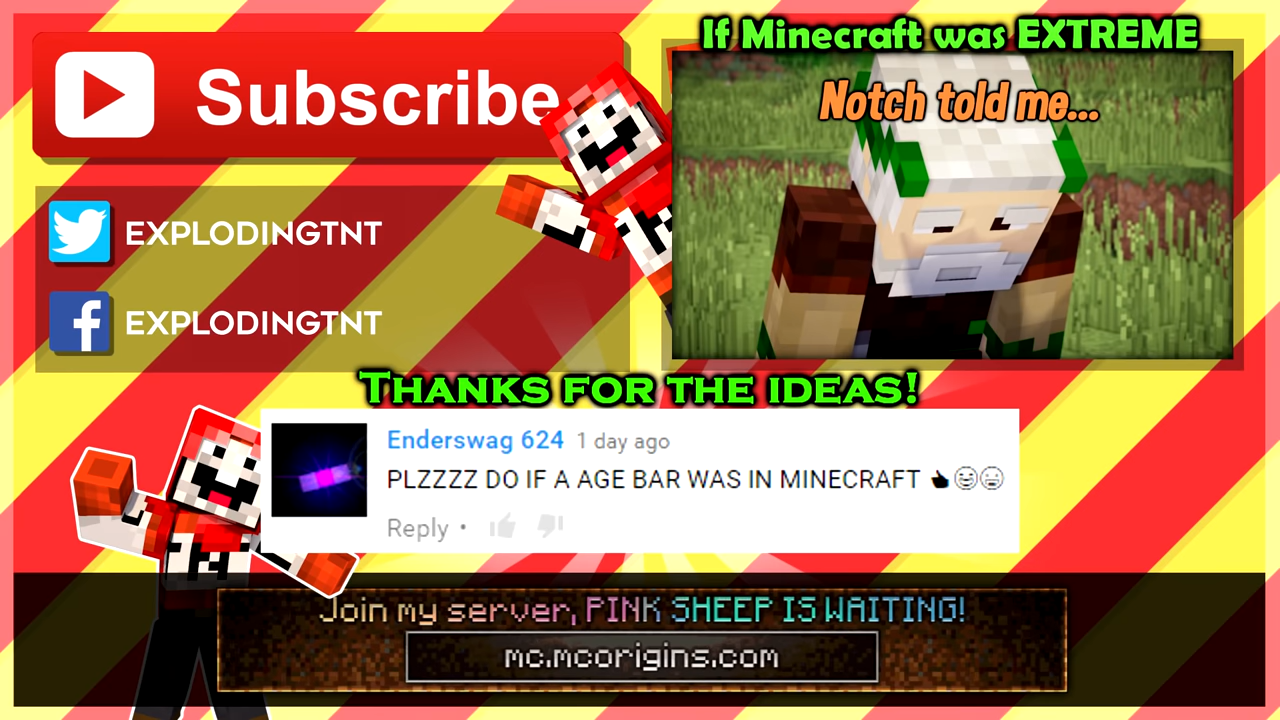 Subscribe
EXPLODINGTNT
EXPLODINGTNT
If Minecraft was EXTREME
Notch told me...
THANKS FOR THE IDEAS!
Enderswag 624 1 day ago
PLZZZZ DO IF A AGE BAR WAS IN MINECRAFT
Reply •
Join my server, PINK SHEEP IS WAITING!
mc.mcorigins.com